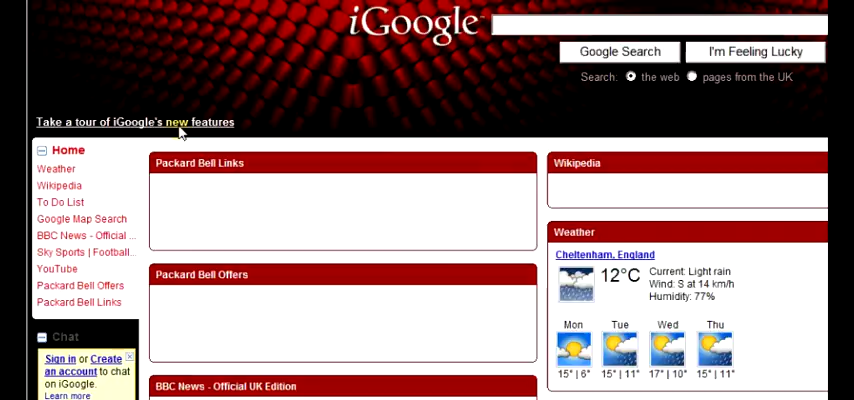 iGoogle
Google Search
I'm Feeling Lucky
Search: the web pages from the UK
Take a tour of iGoogle's new features
Home
Weather
Wikipedia
To Do List
Google Map Search
BBC News - Official ...
Sky Sports | Football...
YouTube
Packard Bell Offers
Packard Bell Links
Chat
Sign in or Create
an account to chat
on iGoogle.
Learn more
Packard Bell Links
Packard Bell Offers
BBC News - Official UK Edition
Wikipedia
Weather
Cheltenham, England
12°C
Current: Light rain
Wind: S at 14 km/h
Humidity: 77%
Mon Tue Wed Thu
15° | 6° 15° | 11° 17° | 10° 15° | 11°